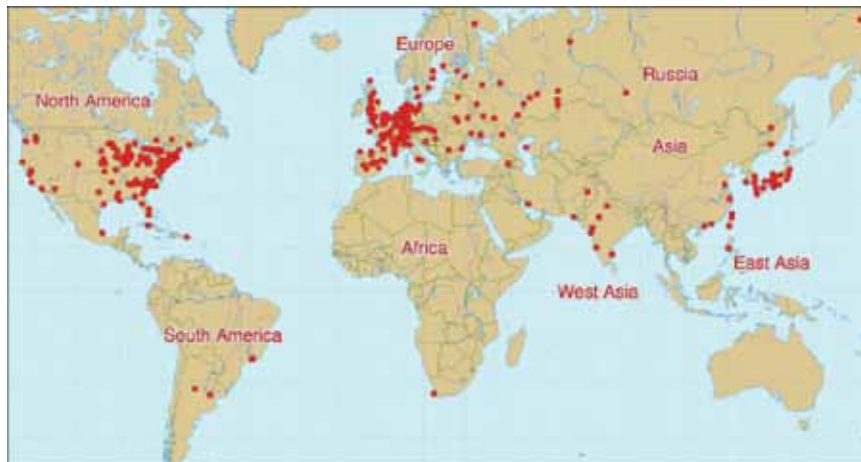 Europe
Russia
North America
Asia
Africa
East Asia
West Asia
South America